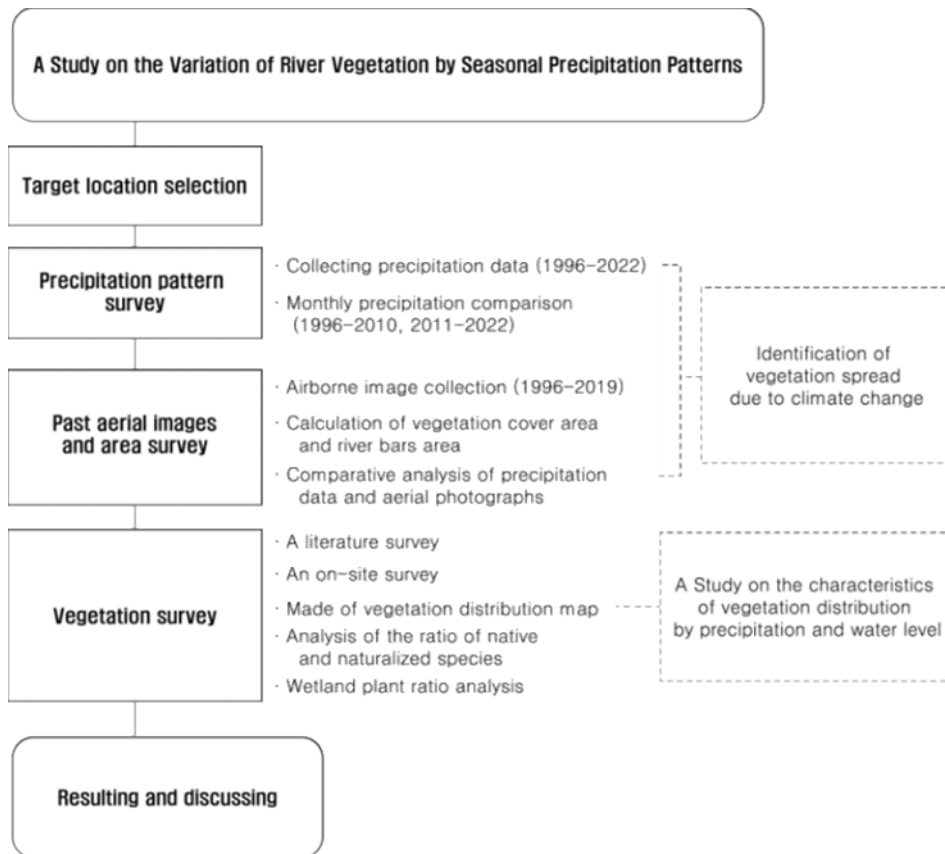 A Study on the Variation of River Vegetation by Seasonal Precipitation Patterns
Target location selection
Precipitation pattern
survey
· Collecting precipitation data (1996-2022)
· Monthly precipitation comparison
(1996-2010, 2011-2022)
Identification of
vegetation spread
due to climate change
Past aerial images
and area survey
· Airborne image collection (1996-2019)
· Calculation of vegetation cover area
and river bars area
· Comparative analysis of precipitation
data and aerial photographs
Vegetation survey
· A literature survey
· An on-site survey
· Made of vegetation distribution map
· Analysis of the ratio of native
and naturalized species
· Wetland plant ratio analysis
A Study on the characteristics
of vegetation distribution
by precipitation and water level
Resulting and discussing